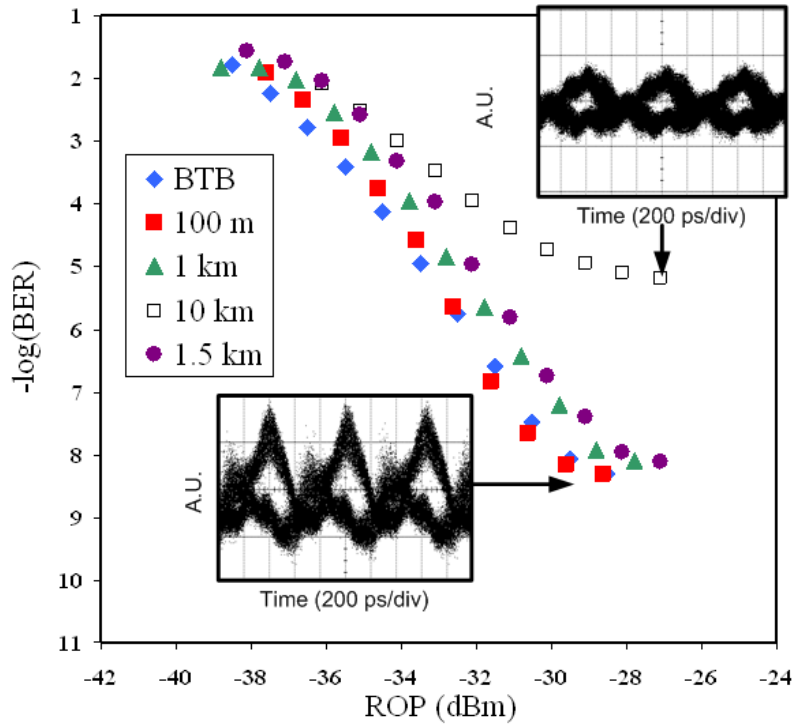 1
2
3
4
5
6
7
8
9
10
11
-log(BER)
A.U.
Time (200 ps/div)
BTB
100 m
1 km
10 km
1.5 km
A.U.
Time (200 ps/div)
-42 -40 -38 -36 -34 -32 -30 -28 -26 -24
ROP (dBm)